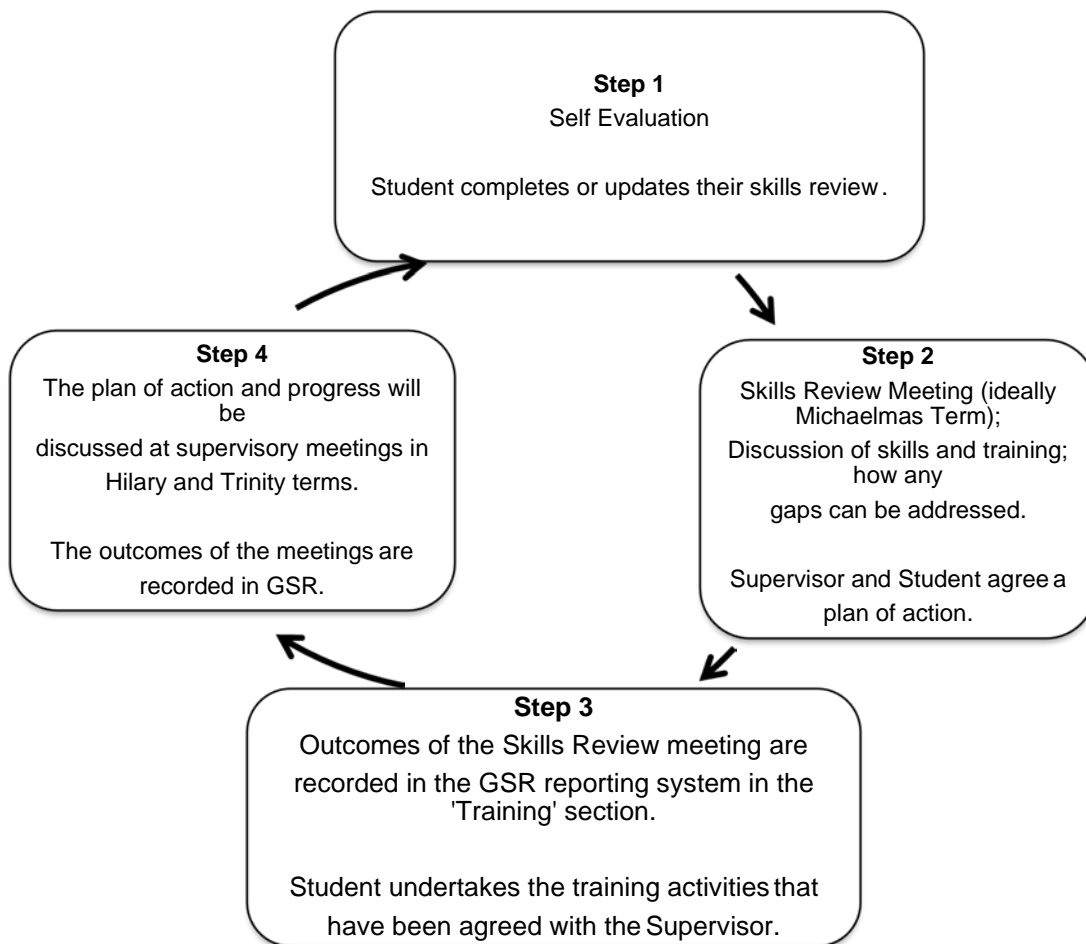 Step 1
Self Evaluation
Student completes or updates their skills review.
Step 2
Skills Review Meeting (ideally
Michaelmas Term);
Discussion of skills and training;
how any
gaps can be addressed.
Supervisor and Student agree a
plan of action.
Step 3
Outcomes of the Skills Review meeting are
recorded in the GSR reporting system in the
'Training' section.
Student undertakes the training activities that
have been agreed with the Supervisor.
Step 4
The plan of action and progress will
be
discussed at supervisory meetings in
Hilary and Trinity terms.
The outcomes of the meetings are
recorded in GSR.